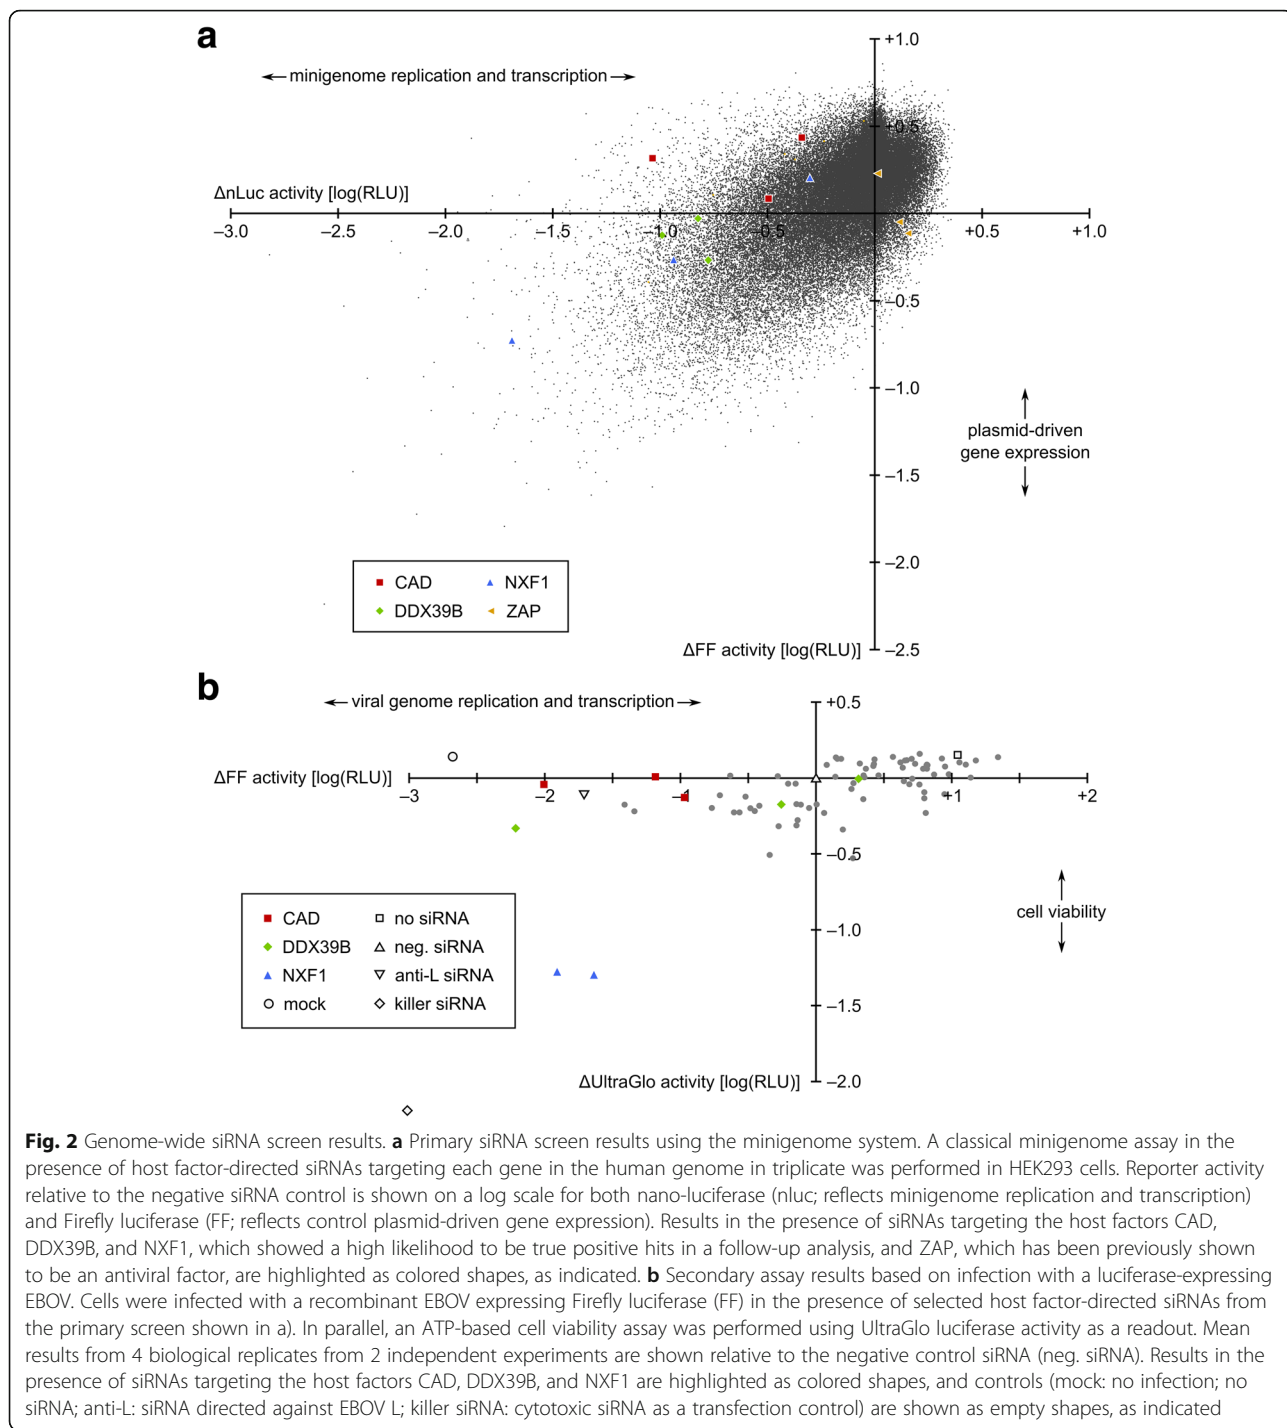 a
+1.0
minigenome replication and transcription
+0.5
ΔnLuc activity [log(RLU)]
−3.0
−2.5
−2.0
−1.5
−1.0
−0.5
+0.5
+1.0
−0.5
−1.0
plasmid-driven
gene expression
−1.5
−2.0
CAD
NXF1
DDX39B
ZAP
ΔFF activity [log(RLU)]
−2.5
b
viral genome replication and transcription
+0.5
ΔFF activity [log(RLU)]
−3
−2
−1
+1
+2
−0.5
CAD
no siRNA
cell viability
−1.0
DDX39B
neg. siRNA
NXF1
anti-L siRNA
mock
killer siRNA
−1.5
ΔUltraGlo activity [log(RLU)]
−2.0
Fig. 2 Genome-wide siRNA screen results. a Primary siRNA screen results using the minigenome system. A classical minigenome assay in the
presence of host factor-directed siRNAs targeting each gene in the human genome in triplicate was performed in HEK293 cells. Reporter activity
relative to the negative siRNA control is shown on a log scale for both nano-luciferase (nluc; reflects minigenome replication and transcription)
and Firefly luciferase (FF; reflects control plasmid-driven gene expression). Results in the presence of siRNAs targeting the host factors CAD,
DDX39B, and NXF1, which showed a high likelihood to be true positive hits in a follow-up analysis, and ZAP, which has been previously shown
to be an antiviral factor, are highlighted as colored shapes, as indicated. b Secondary assay results based on infection with a luciferase-expressing
EBOV. Cells were infected with a recombinant EBOV expressing Firefly luciferase (FF) in the presence of selected host factor-directed siRNAs from
the primary screen shown in a). In parallel, an ATP-based cell viability assay was performed using UltraGlo luciferase activity as a readout. Mean
results from 4 biological replicates from 2 independent experiments are shown relative to the negative control siRNA (neg. siRNA). Results in the
presence of siRNAs targeting the host factors CAD, DDX39B, and NXF1 are highlighted as colored shapes, and controls (mock: no infection; no
siRNA; anti-L: siRNA directed against EBOV L; killer siRNA: cytotoxic siRNA as a transfection control) are shown as empty shapes, as indicated